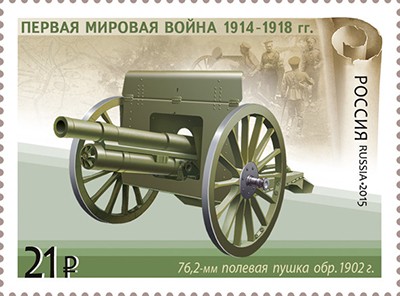 ПЕРВАЯ МИРОВАЯ ВОЙНА 1914-1918 гг.
РОССИЯ
RUSSIA•2015
21₽
76,2-мм полевая пушка обр. 1902 г.